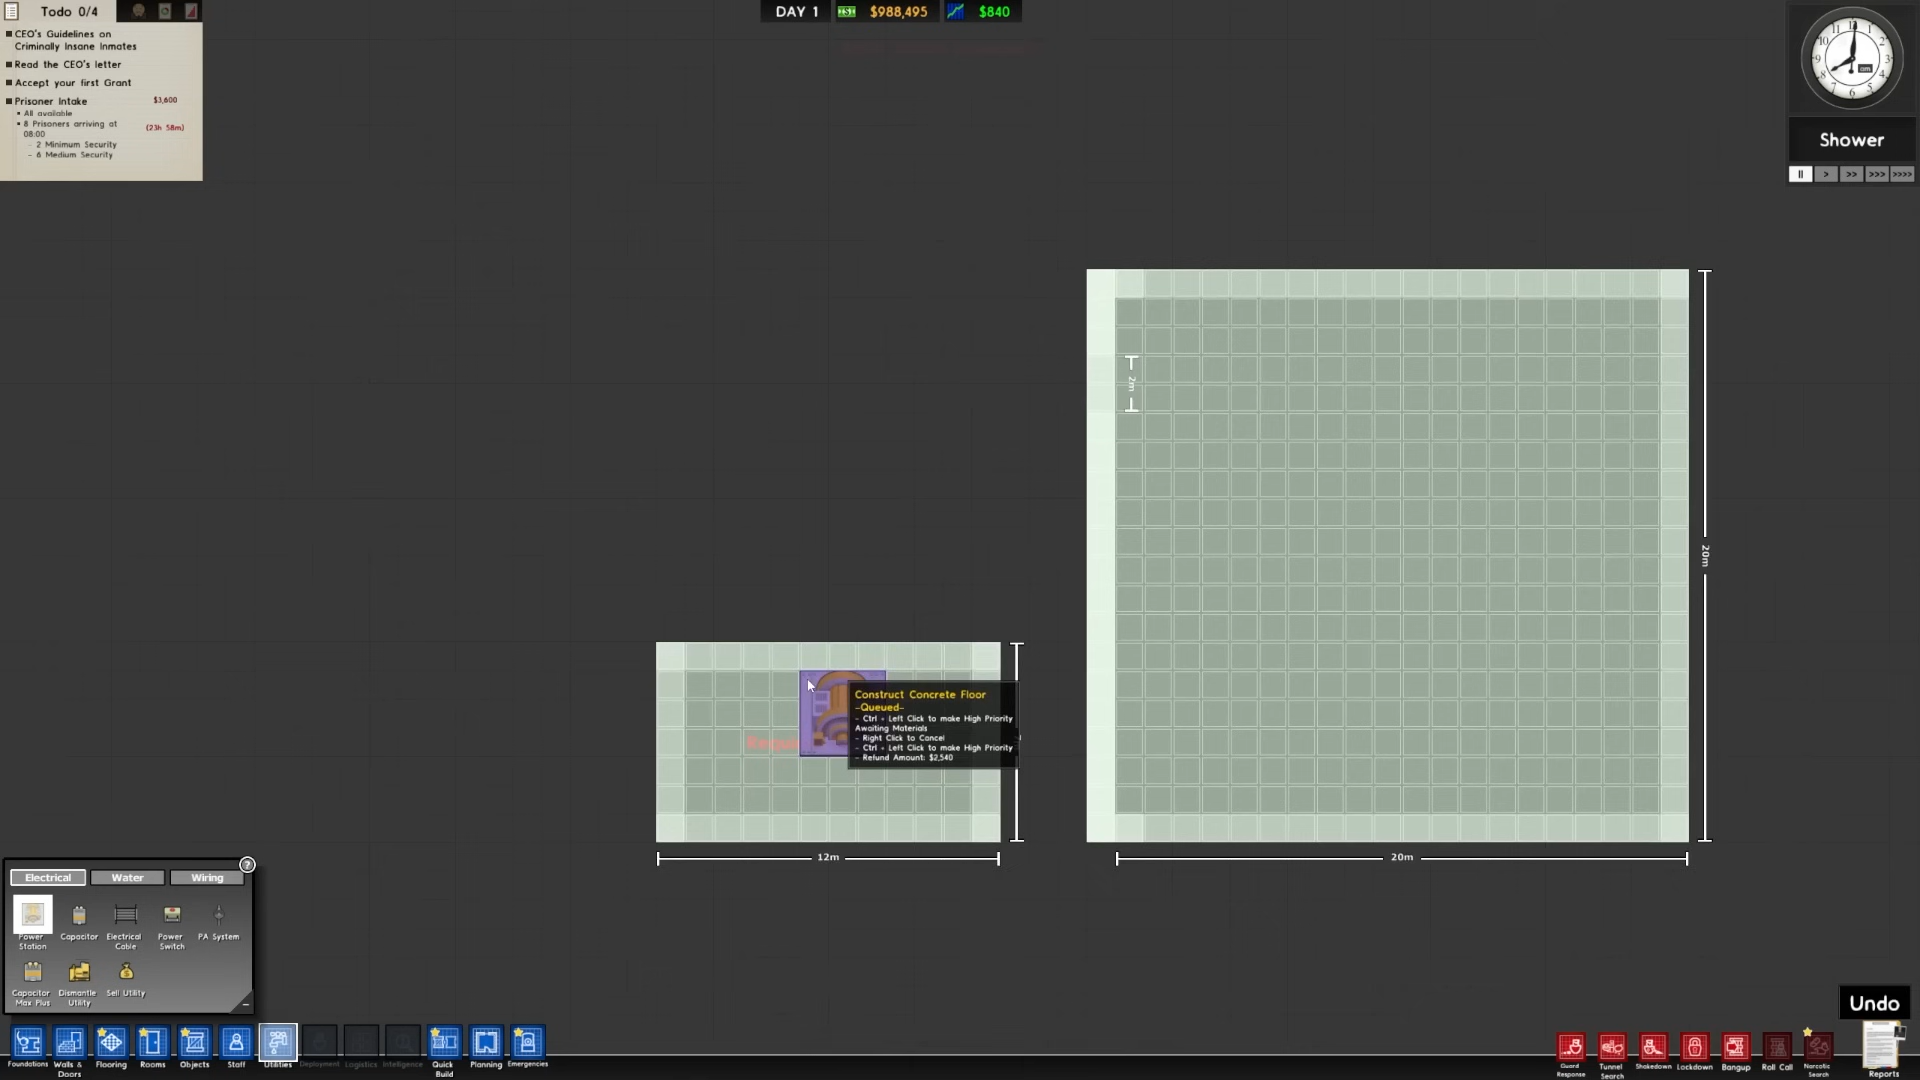 Todo 0/4
DAY 1
$988,495
$840
CEO's Guidelines on
Criminally Insane Inmates
Read the CEO's letter
Accept your first Grant
Prisoner Intake
$3,600
All available
8 Prisoners arriving at
08:00
(23h 58m)
- 2 Minimum Security
- 6 Medium Security
Shower
2m
20m
Construct Concrete Floor
-Queued-
- Ctrl + Left Click to make High Priority
Awaiting Materials
- Right Click to Cancel
- Ctrl + Left Click to make High Priority
- Refund Amount: $2,540
12m
20m
Electrical
Water
Wiring
?
Power
Station
Capacitor
Electrical
Cable
Power
Switch
PA System
Capacitor
Max Plus
Dismantle
Utility
Sell Utility
Undo
Foundations
Walls &
Doors
Flooring
Rooms
Objects
Staff
Utilities
Deployment
Logistics
Intelligence
Quick
Build
Planning
Emergencies
Guard
Response
Tunnel
Search
Shakedown
Lockdown
Bangup
Roll Call
Narcotic
Search
Reports